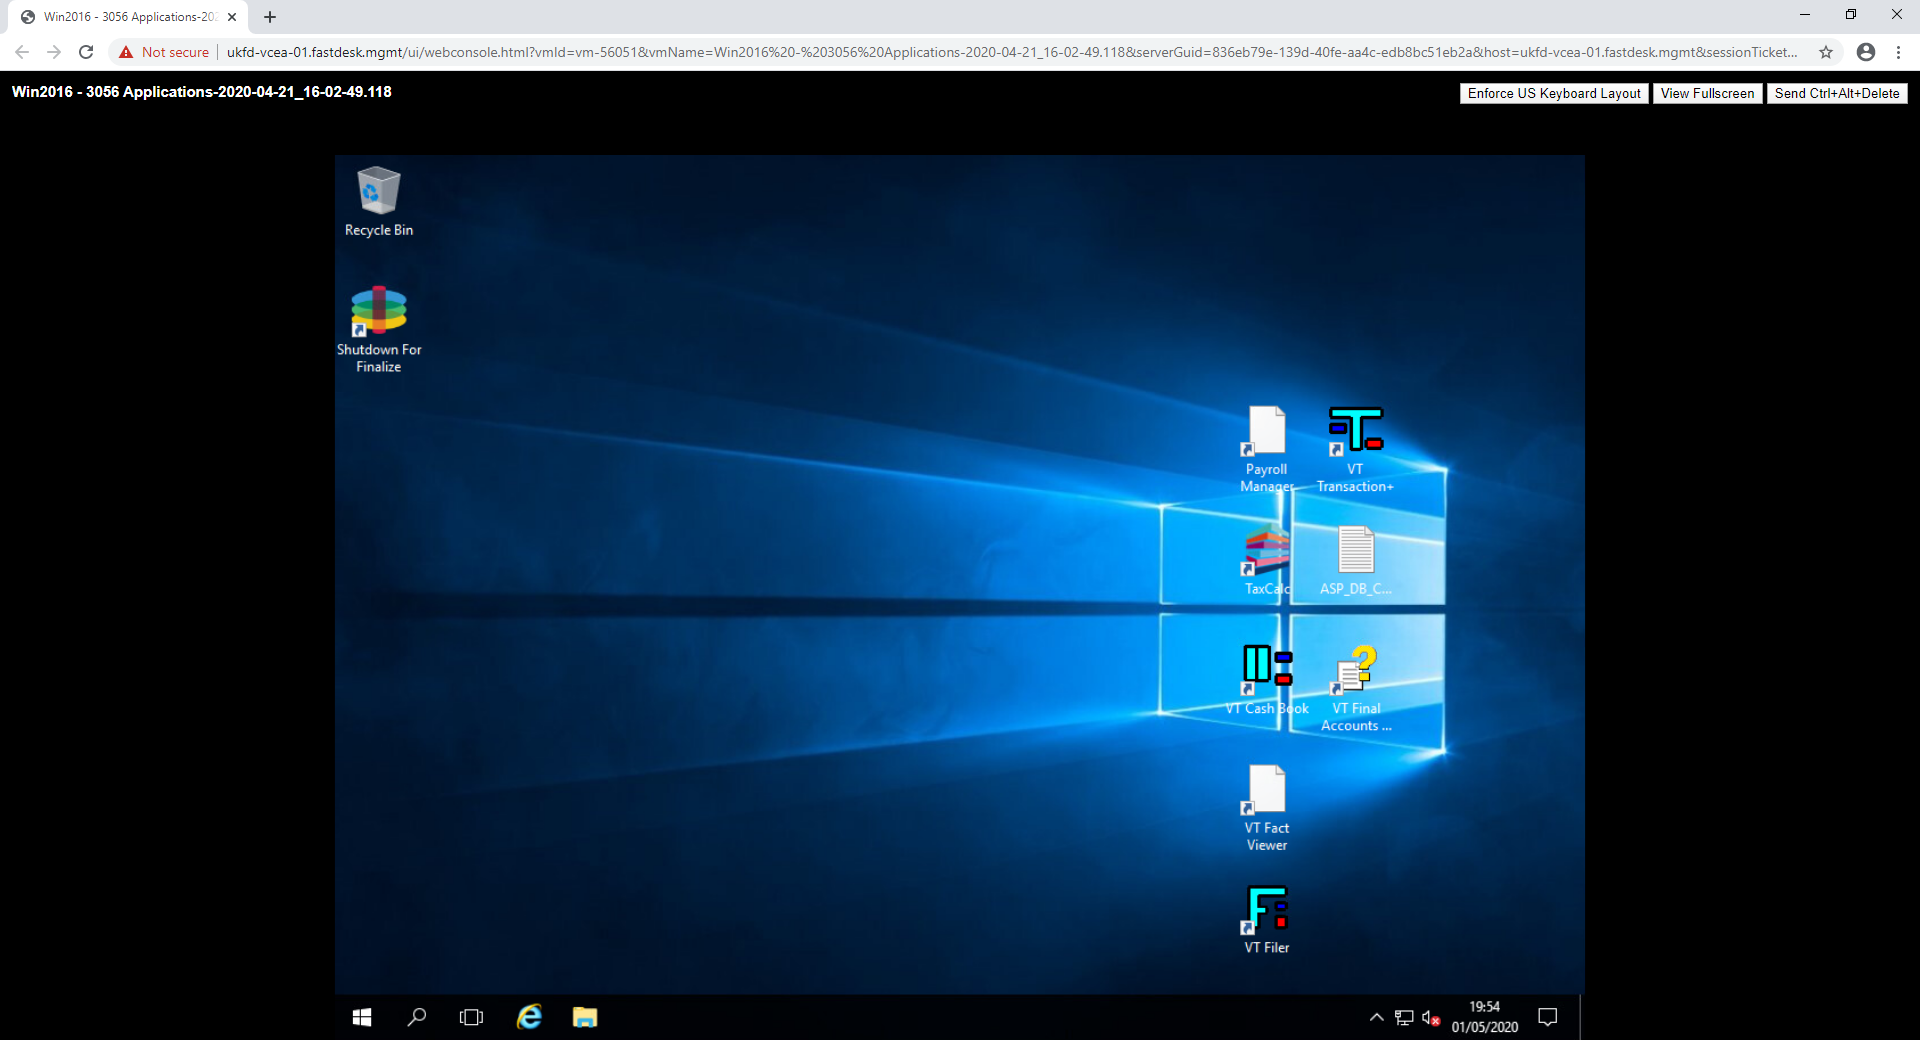 Win2016 - 3056 Applications-202
Not secure
ukfd-vcea-01.fastdesk.mgmt/ui/webconsole.html?vmId=vm-56051&vmName=Win2016%20-%203056%20Applications-2020-04-21_16-02-49.118&serverGuid=836eb79e-139d-40fe-aa4c-edb8bc51eb2a&host=ukfd-vcea-01.fastdesk.mgmt&sessionTicket...
Win2016 - 3056 Applications-2020-04-21_16-02-49.118
Enforce US Keyboard Layout
View Fullscreen
Send Ctrl+Alt+Delete
Recycle Bin
Shutdown For
Finalize
Payroll
Manager
VT
Transaction+
TaxCalc
ASP_DB_C...
VT Cash Book
VT Final
Accounts ...
VT Fact
Viewer
VT Filer
19:54
01/05/2020